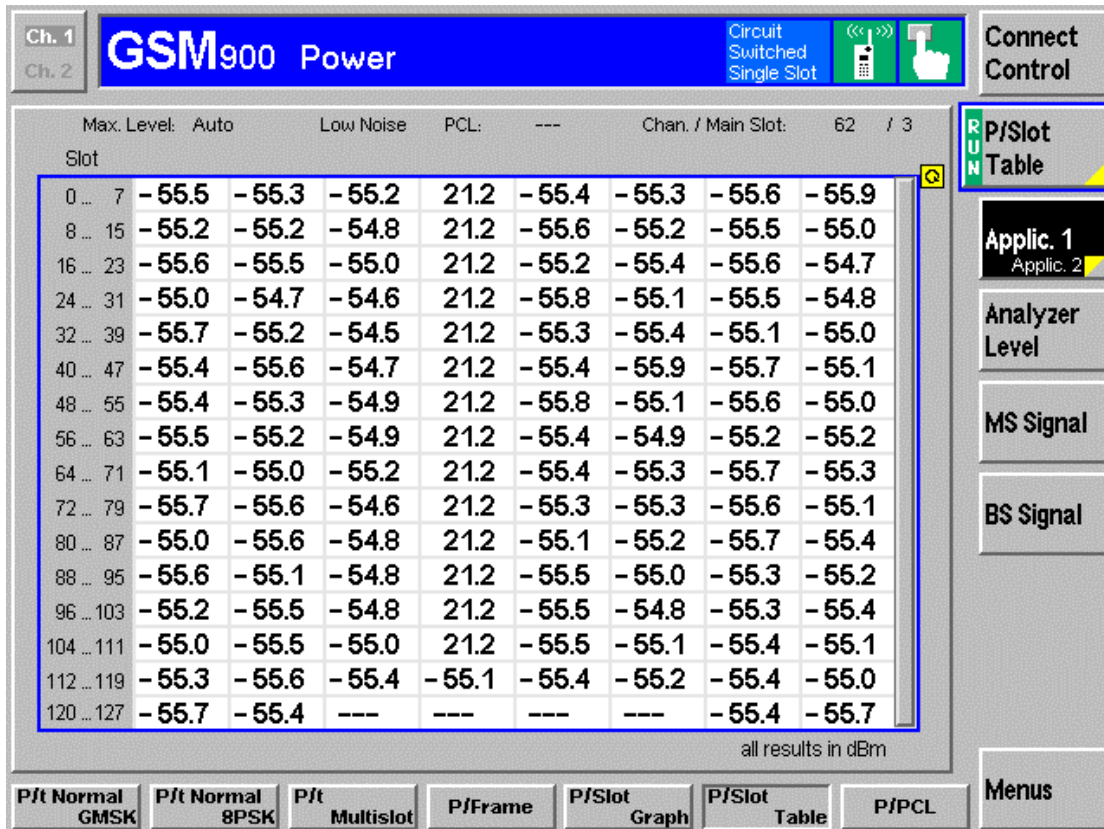 Ch. 1
Ch. 2
GSM900 Power
Circuit
Switched
Single Slot
Connect
Control
Max. Level: Auto Low Noise PCL: --- Chan. / Main Slot: 62 / 3
Slot
0 ... 7 -55.5 -55.3 -55.2 21.2 -55.4 -55.3 -55.6 -55.9
8 ... 15 -55.2 -55.2 -54.8 21.2 -55.6 -55.2 -55.5 -55.0
16 ... 23 -55.6 -55.5 -55.0 21.2 -55.2 -55.4 -55.6 -54.7
24 ... 31 -55.0 -54.7 -54.6 21.2 -55.8 -55.1 -55.5 -54.8
32 ... 39 -55.7 -55.2 -54.5 21.2 -55.3 -55.4 -55.1 -55.0
40 ... 47 -55.4 -55.6 -54.7 21.2 -55.4 -55.9 -55.7 -55.1
48 ... 55 -55.4 -55.3 -54.9 21.2 -55.8 -55.1 -55.6 -55.0
56 ... 63 -55.5 -55.2 -54.9 21.2 -55.4 -54.9 -55.2 -55.2
64 ... 71 -55.1 -55.0 -55.2 21.2 -55.4 -55.3 -55.7 -55.3
72 ... 79 -55.7 -55.6 -54.6 21.2 -55.3 -55.3 -55.6 -55.1
80 ... 87 -55.0 -55.6 -54.8 21.2 -55.1 -55.2 -55.7 -55.4
88 ... 95 -55.6 -55.1 -54.8 21.2 -55.5 -55.0 -55.3 -55.2
96 ... 103 -55.2 -55.5 -54.8 21.2 -55.5 -54.8 -55.3 -55.4
104 ... 111 -55.0 -55.5 -55.0 21.2 -55.5 -55.1 -55.4 -55.1
112 ... 119 -55.3 -55.6 -55.4 -55.1 -55.4 -55.2 -55.4 -55.0
120 ... 127 -55.7 -55.4 --- --- --- --- -55.4 -55.7
all results in dBm
RUN
P/Slot
Table
Applic. 1
Applic. 2
Analyzer
Level
MS Signal
BS Signal
Menus
P/t Normal
GMSK
P/t Normal
8PSK
P/t
Multislot
P/Frame
P/Slot
Graph
P/Slot
Table
P/PCL